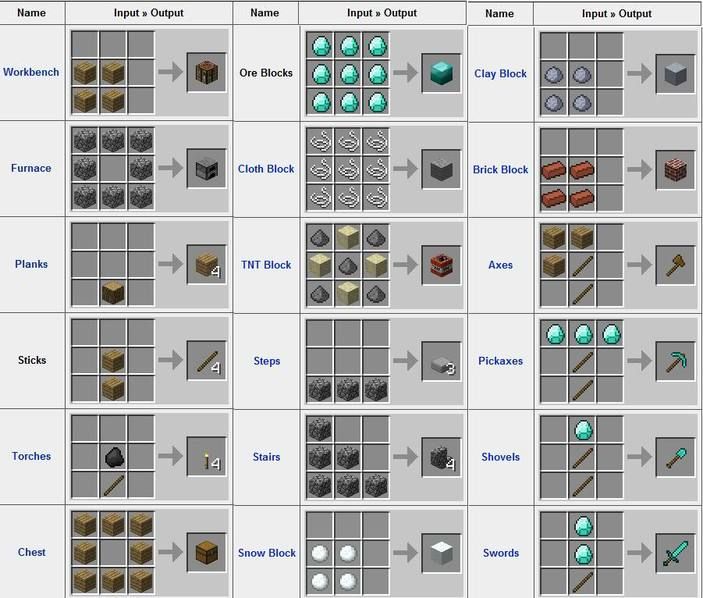 Name Input » Output Name Input » Output Name Input » Output
Workbench Ore Blocks Clay Block
Furnace Cloth Block Brick Block
Planks 4 TNT Block Axes
Sticks 4 Steps 3 Pickaxes
Torches 4 Stairs 4 Shovels
Chest Snow Block Swords